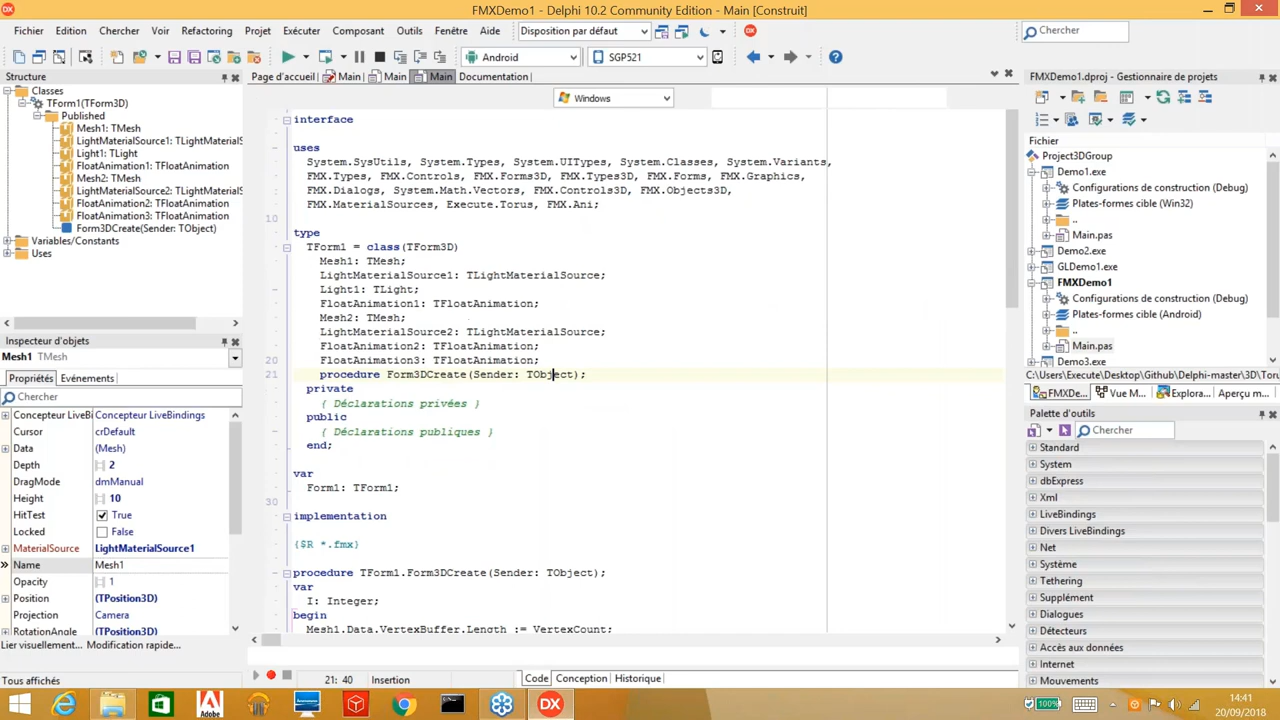 FMXDemo1 - Delphi 10.2 Community Edition - Main [Construit]
Fichier Edition Chercher Voir Refactoring Projet Exécuter Composant Outils Fenêtre Aide Disposition par défaut Chercher
Android SGP521
Structure
Classes
TForm1(TForm3D)
Published
Mesh1: TMesh
LightMaterialSource1: TLightMaterialS
Light1: TLight
FloatAnimation1: TFloatAnimation
Mesh2: TMesh
LightMaterialSource2: TLightMaterialS
FloatAnimation2: TFloatAnimation
FloatAnimation3: TFloatAnimation
Form3DCreate(Sender: TObject)
Variables/Constants
Uses
Inspecteur d'objets
Mesh1 TMesh
Propriétés Evénements
Chercher
Concepteur LiveBi Concepteur LiveBindings
Cursor crDefault
Data (Mesh)
Depth 2
DragMode dmManual
Height 10
HitTest True
Locked False
MaterialSource LightMaterialSource1
Name Mesh1
Opacity 1
Position (TPosition3D)
Projection Camera
RotationAngle (TPosition3D)
Lier visuellement... Modification rapide...
Tous affichés
Page d'accueil Main Main Main Documentation
Windows
interface
uses
System.SysUtils, System.Types, System.UITypes, System.Classes, System.Variants,
FMX.Types, FMX.Controls, FMX.Forms3D, FMX.Types3D, FMX.Forms, FMX.Graphics,
FMX.Dialogs, System.Math.Vectors, FMX.Controls3D, FMX.Objects3D,
FMX.MaterialSources, Execute.Torus, FMX.Ani;
10
type
TForm1 = class(TForm3D)
Mesh1: TMesh;
LightMaterialSource1: TLightMaterialSource;
Light1: TLight;
FloatAnimation1: TFloatAnimation;
Mesh2: TMesh;
LightMaterialSource2: TLightMaterialSource;
FloatAnimation2: TFloatAnimation;
20 FloatAnimation3: TFloatAnimation;
21 procedure Form3DCreate(Sender: TObject);
private
{ Déclarations privées }
public
{ Déclarations publiques }
end;
var
Form1: TForm1;
30
implementation
{$R *.fmx}
procedure TForm1.Form3DCreate(Sender: TObject);
var
I: Integer;
begin
Mesh1.Data.VertexBuffer.Length := VertexCount;
21: 40 Insertion Code Conception Historique
FMXDemo1.dproj - Gestionnaire de projets
Fichier
Project3DGroup
Demo1.exe
Configurations de construction (Debug)
Plates-formes cible (Win32)
..
Main.pas
Demo2.exe
GLDemo1.exe
FMXDemo1
Configurations de construction (Debug)
Plates-formes cible (Android)
..
Main.pas
Demo3.exe
C:\Users\Execute\Desktop\Github\Delphi-master\3D\Toru
FMXDe... Vue M... Explora... Aperçu m...
Palette d'outils
Chercher
Standard
System
dbExpress
Xml
LiveBindings
Divers LiveBindings
Net
Système
Tethering
Supplément
Dialogues
Détecteurs
Accès aux données
Internet
Mouvements
Adobe
DX
100%
14:41
20/09/2018